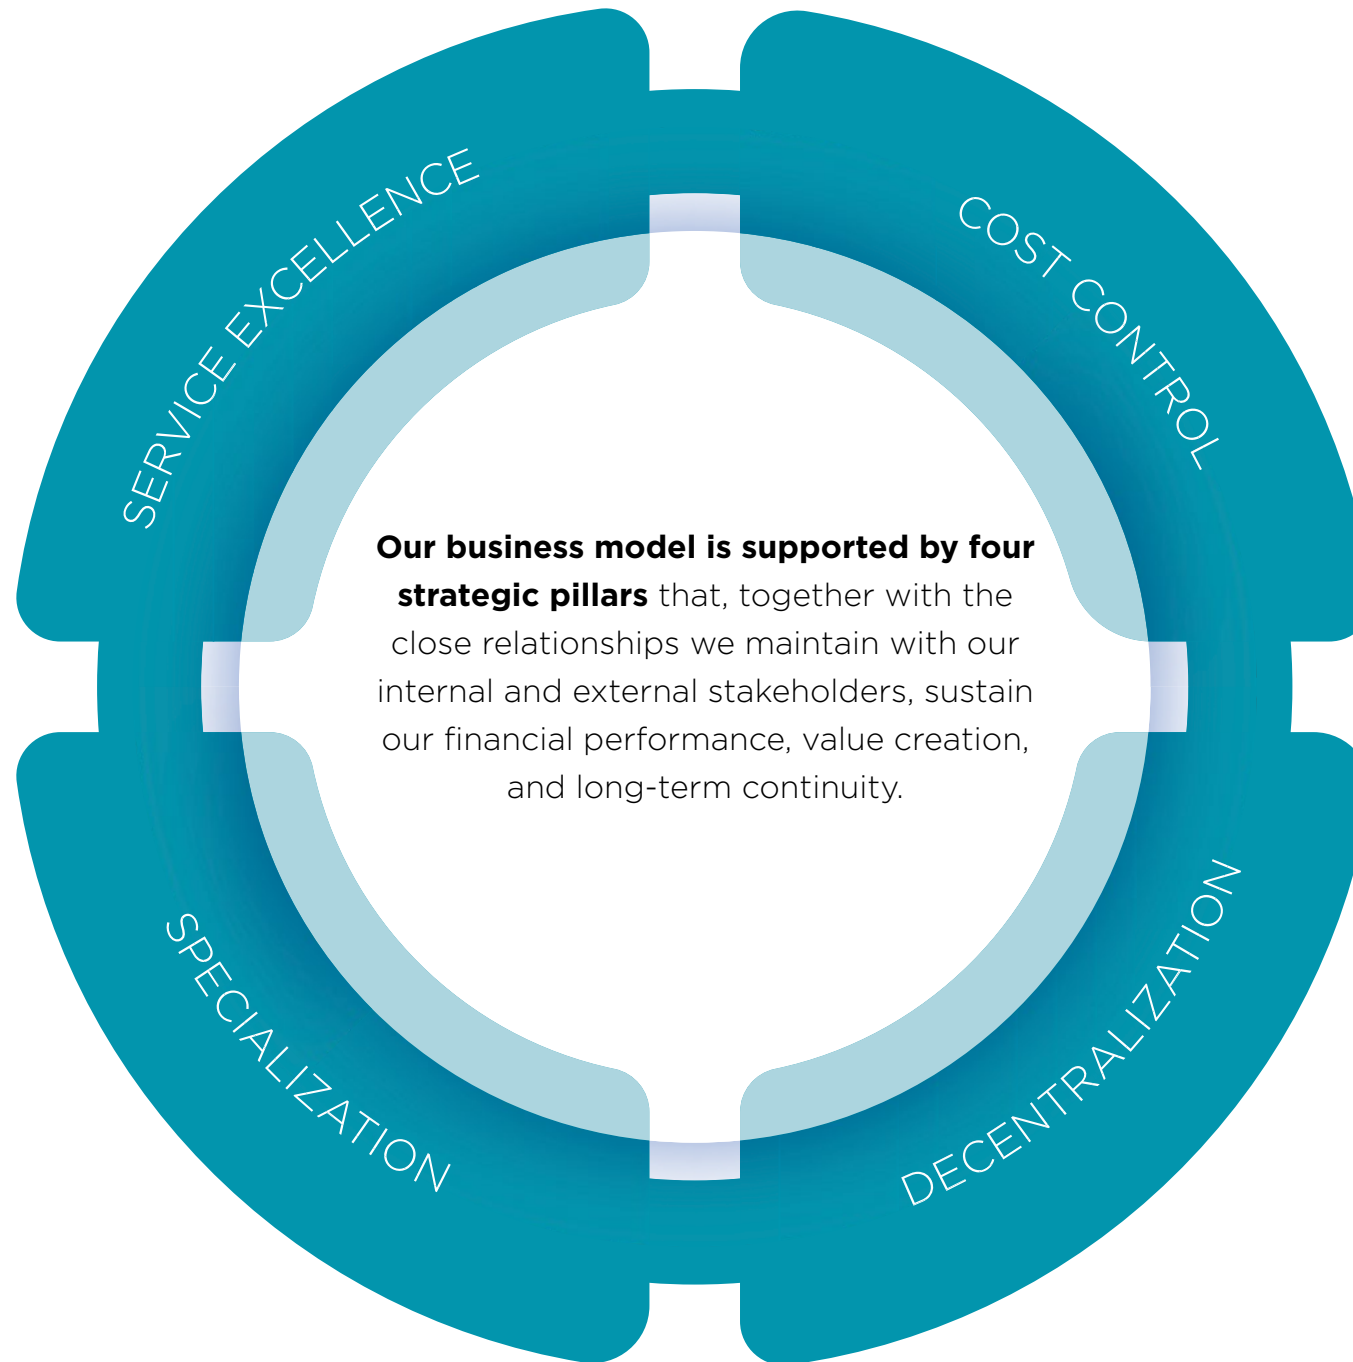 SERVICE EXCELLENCE
COST CONTROL
Our business model is supported by four
strategic pillars that, together with the
close relationships we maintain with our
internal and external stakeholders, sustain
our financial performance, value creation,
and long-term continuity.
SPECIALIZATION
DECENTRALIZATION